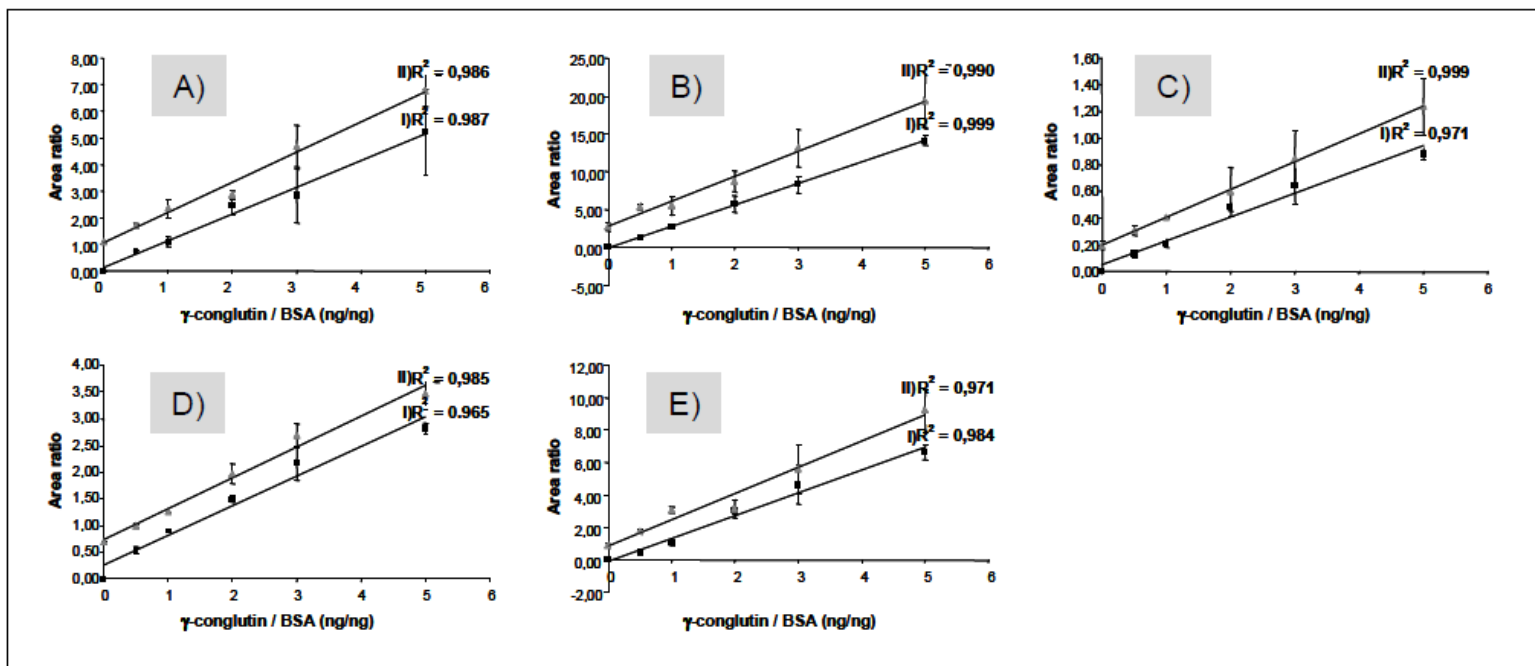 A)
8,00
7,00
6,00
5,00
4,00
3,00
2,00
1,00
0,00
Area ratio
II)R² = 0,986
I)R² = 0.987
0 1 2 3 4 5 6
γ-conglutin / BSA (ng/ng)
B)
25,00
20,00
15,00
10,00
5,00
0,00
-5,00
Area ratio
II)R² = 0,990
I)R² = 0,999
0 1 2 3 4 5 6
γ-conglutin / BSA (ng/ng)
C)
1,60
1,40
1,20
1,00
0,80
0,60
0,40
0,20
0,00
Area ratio
II)R² = 0,999
I)R² = 0,971
0 1 2 3 4 5 6
γ-conglutin / BSA (ng/ng)
D)
4,00
3,50
3,00
2,50
2,00
1,50
1,00
0,50
0,00
Area ratio
II)R² = 0,985
I)R² = 0.965
0 1 2 3 4 5 6
γ-conglutin / BSA (ng/ng)
E)
12,00
10,00
8,00
6,00
4,00
2,00
0,00
-2,00
Area ratio
II)R² = 0,971
I)R² = 0,984
0 1 2 3 4 5 6
γ-conglutin / BSA (ng/ng)